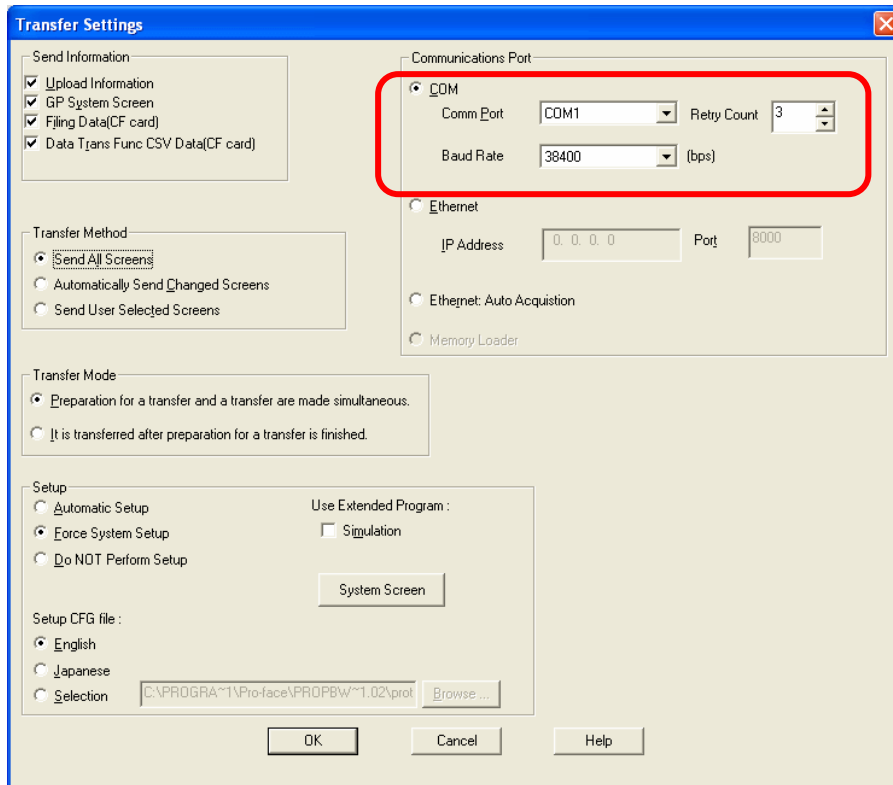 Transfer Settings
Send Information
Upload Information
GP System Screen
Filing Data(CF card)
Data Trans Func CSV Data(CF card)
Communications Port
COM
Comm Port COM1 Retry Count 3
Baud Rate 38400 (bps)
Ethernet
IP Address 0. 0. 0. 0 Port 8000
Ethernet: Auto Acquistion
Memory Loader
Transfer Method
Send All Screens
Automatically Send Changed Screens
Send User Selected Screens
Transfer Mode
Preparation for a transfer and a transfer are made simultaneous.
It is transferred after preparation for a transfer is finished.
Setup
Automatic Setup
Force System Setup
Do NOT Perform Setup
Use Extended Program :
Simulation
System Screen
Setup CFG file :
English
Japanese
Selection C:\PROGRA~1\Pro-face\PROPBW~1.02\prot Browse ...
OK Cancel Help